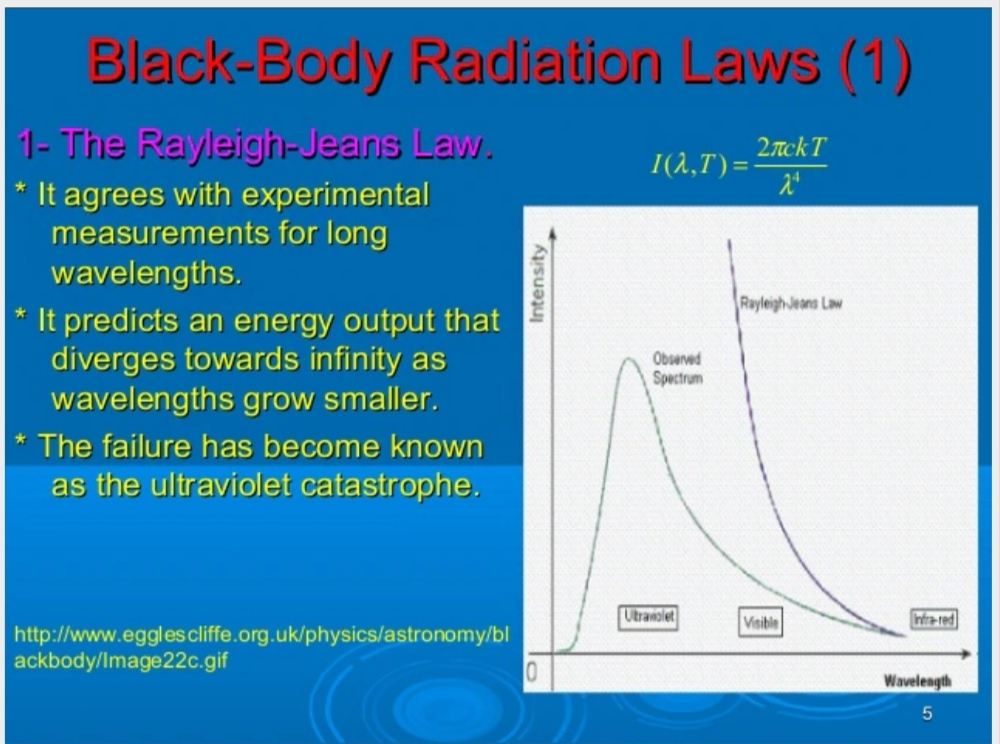 Black-Body Radiation Laws (1)
1- The Rayleigh-Jeans Law.
* It agrees with experimental
measurements for long
wavelengths.
* It predicts an energy output that
diverges towards infinity as
wavelengths grow smaller.
* The failure has become known
as the ultraviolet catastrophe.
http://www.egglescliffe.org.uk/physics/astronomy/bl
ackbody/Image22c.gif
I(λ,T) = 2πckT / λ⁴
Intensity
Rayleigh-Jeans Law
Observed
Spectrum
Ultraviolet
Visible
Infra-red
0
Wavelength
5